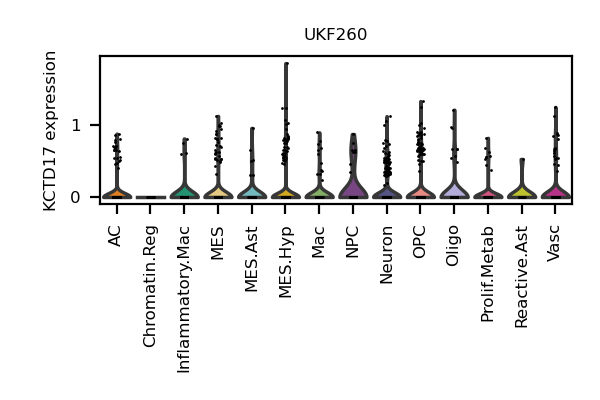 UKF260
KCTD17 expression
1
0
AC
Chromatin.Reg
Inflammatory.Mac
MES
MES.Ast
MES.Hyp
Mac
NPC
Neuron
OPC
Oligo
Prolif.Metab
Reactive.Ast
Vasc